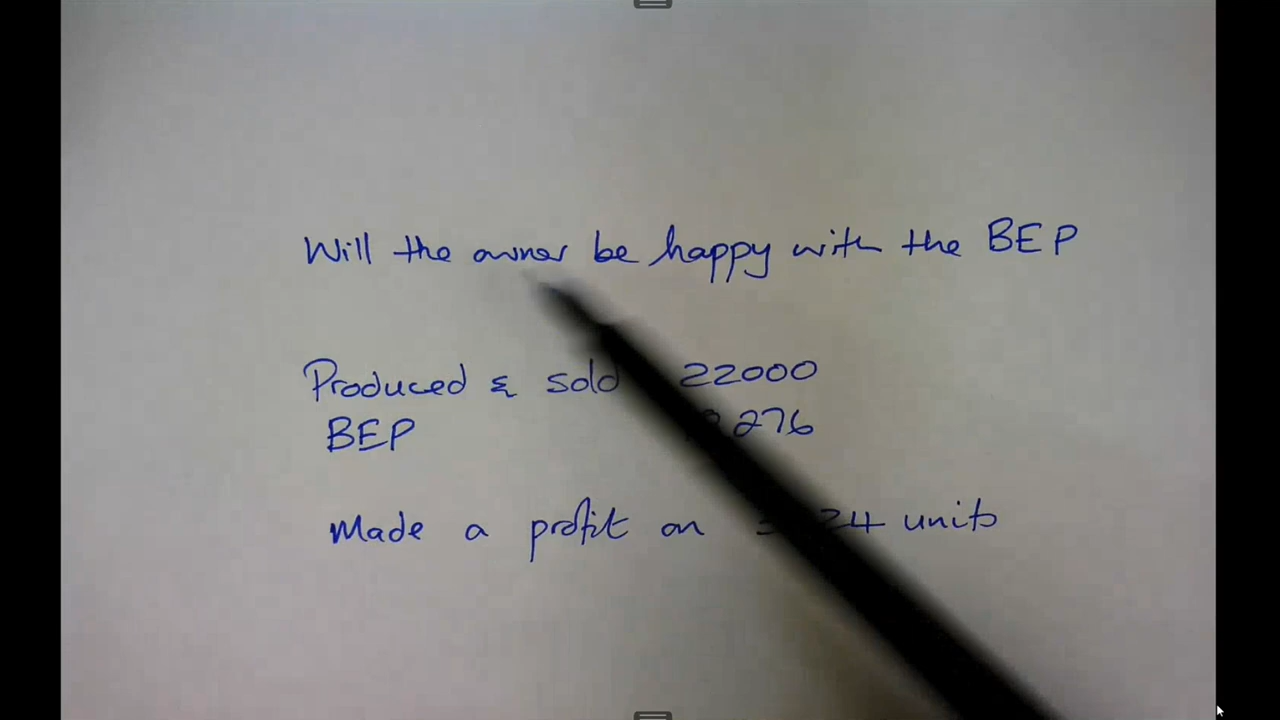 Will the owner be happy with the BEP
Produced & sold 22000
BEP
made a profit on units